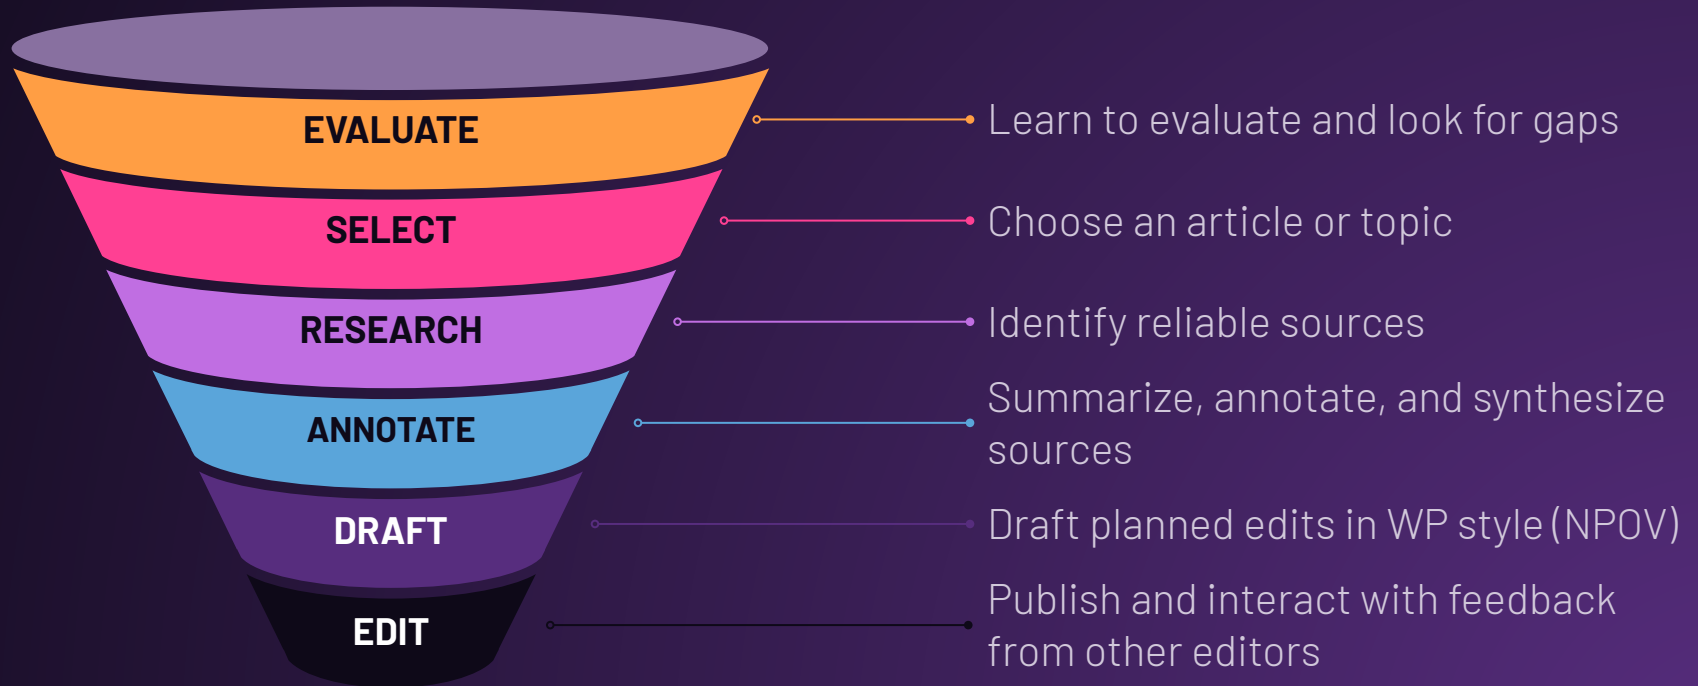 EVALUATE
Learn to evaluate and look for gaps
SELECT
Choose an article or topic
RESEARCH
Identify reliable sources
ANNOTATE
Summarize, annotate, and synthesize
sources
DRAFT
Draft planned edits in WP style (NPOV)
EDIT
Publish and interact with feedback
from other editors